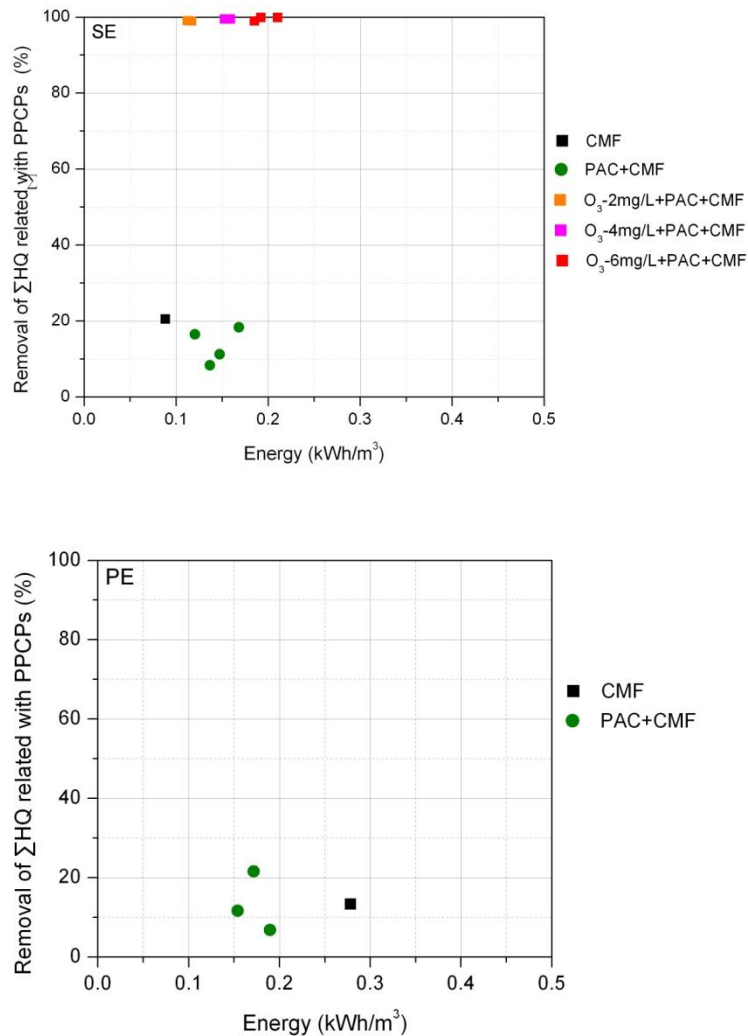 SE
100
80
60
40
20
0
Removal of ∑HQ related with PPCPs (%)
0.0 0.1 0.2 0.3 0.4 0.5
Energy (kWh/m³)
CMF
PAC+CMF
O₃-2mg/L+PAC+CMF
O₃-4mg/L+PAC+CMF
O₃-6mg/L+PAC+CMF
PE
100
80
60
40
20
0
Removal of ∑HQ related with PPCPs (%)
0.0 0.1 0.2 0.3 0.4 0.5
Energy (kWh/m³)
CMF
PAC+CMF